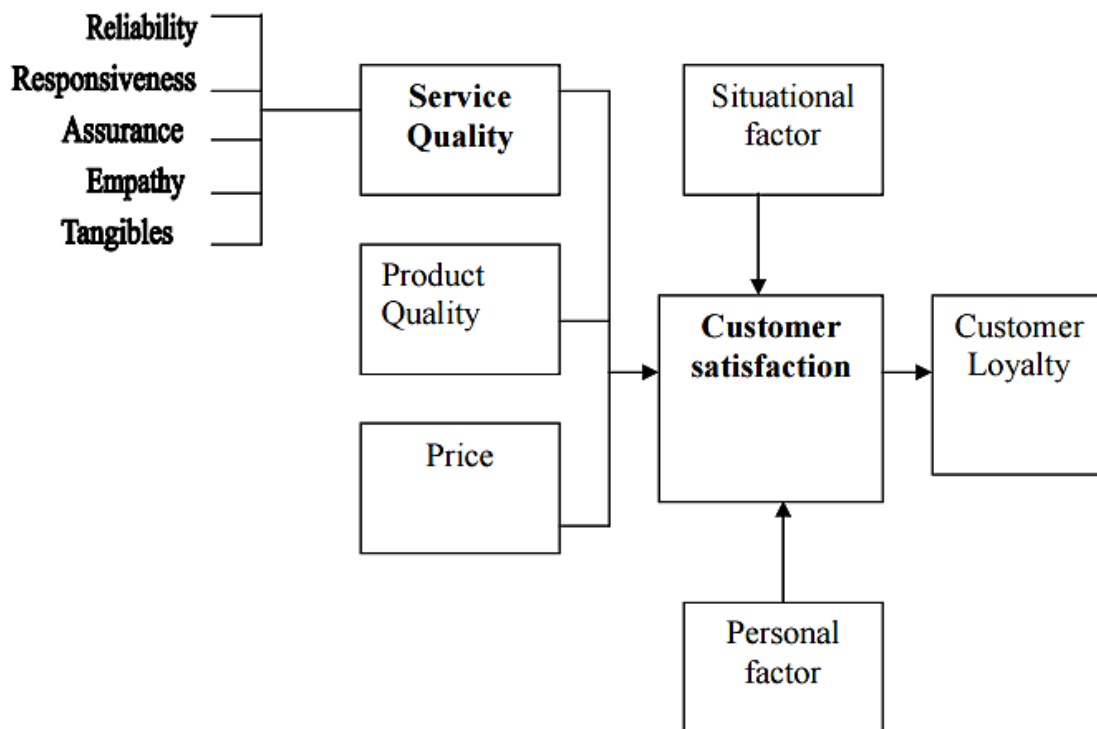 Reliability
Responsiveness
Assurance
Empathy
Tangibles
Service
Quality
Product
Quality
Price
Situational
factor
Customer
satisfaction
Customer
Loyalty
Personal
factor